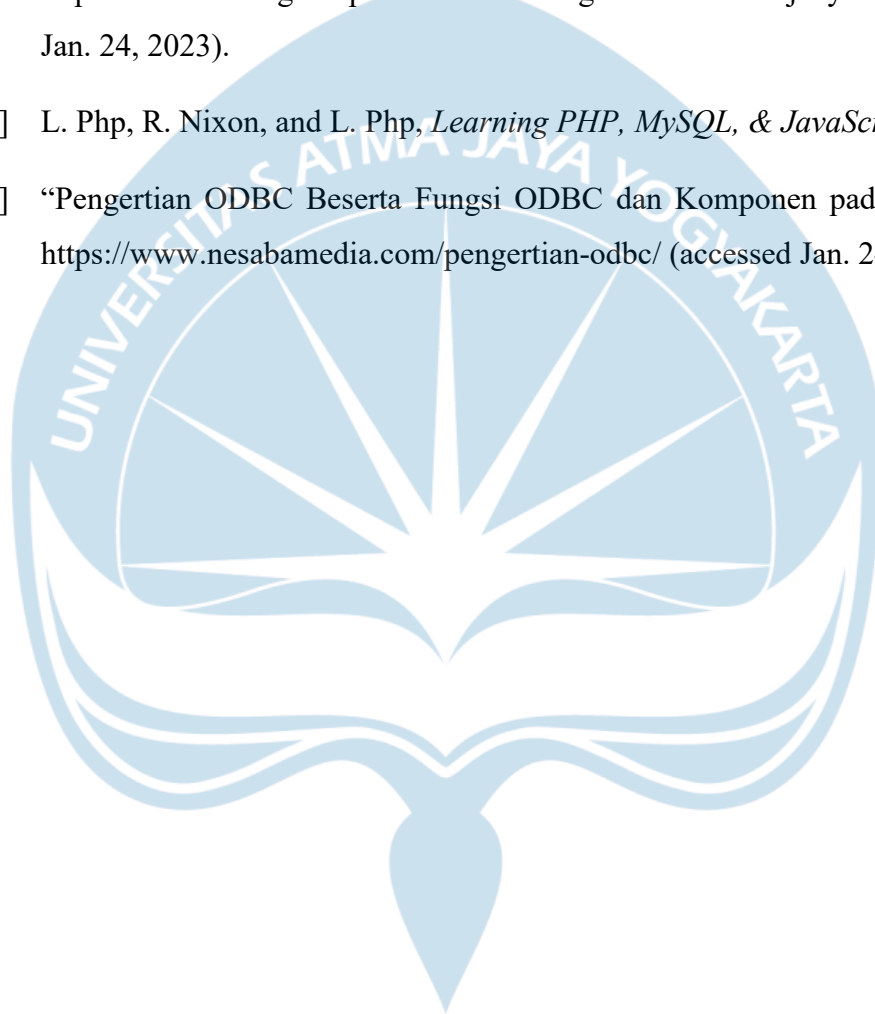 Jan. 24, 2023).
] L. Php, R. Nixon, and L. Php, Learning PHP, MySQL, & JavaScr
] “Pengertian ODBC Beserta Fungsi ODBC dan Komponen pad
https://www.nesabamedia.com/pengertian-odbc/ (accessed Jan. 2
UNIVERSITAS ATMA JAYA YOGYAKARTA